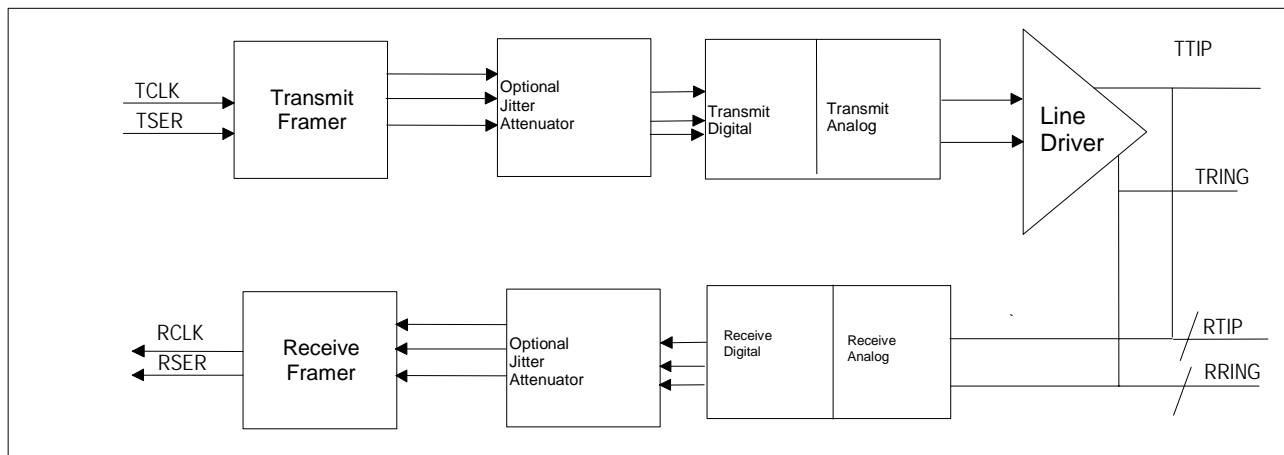 TCLK
TSER
Transmit
Framer
Optional
Jitter
Attenuator
Transmit
Digital
Transmit
Analog
Line
Driver
TTIP
TRING
RCLK
RSER
Receive
Framer
Optional
Jitter
Attenuator
Receive
Digital
Receive
Analog
RTIP
RRING